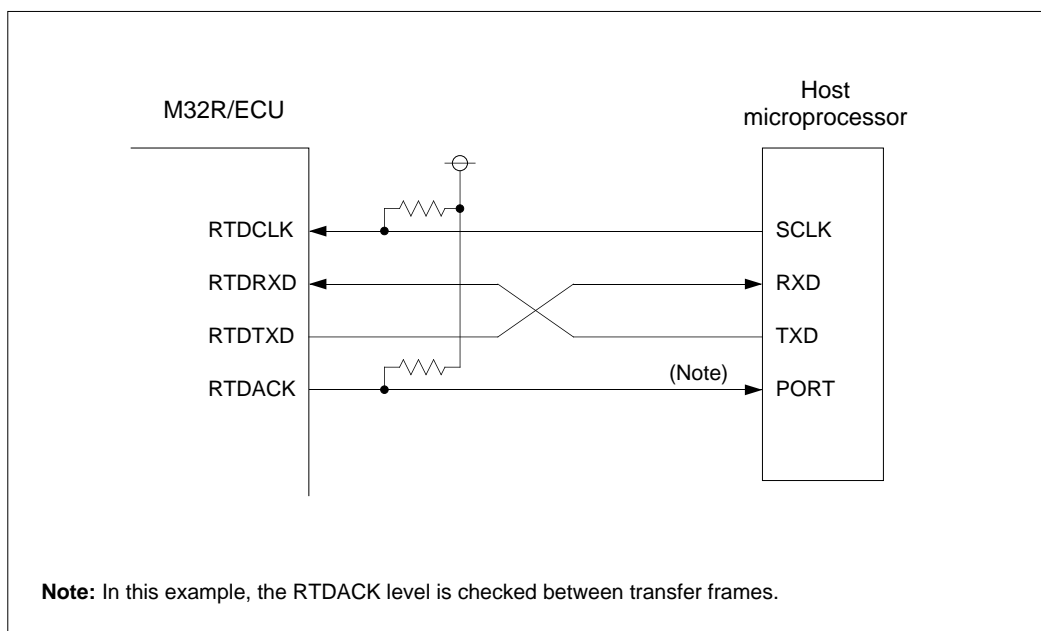 M32R/ECU
Host
microprocessor
RTDCLK
SCLK
RTDRXD
RXD
RTDTXD
TXD
RTDACK
(Note)
PORT
Note: In this example, the RTDACK level is checked between transfer frames.